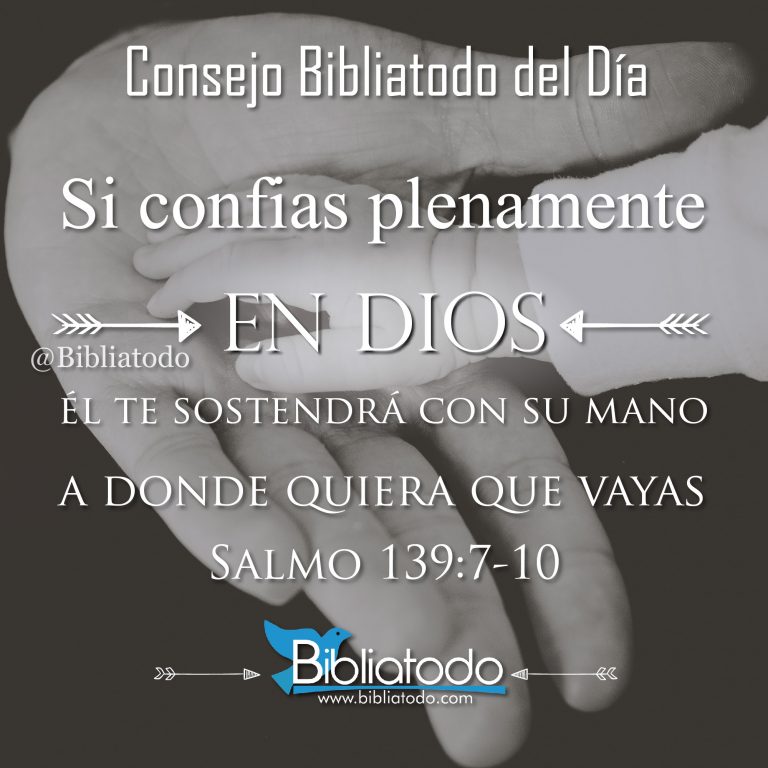 Consejo Bibliatodo del Día
Si confias plenamente
EN DIOS
@Bibliatodo
ÉL TE SOSTENDRÁ CON SU MANO
A DONDE QUIERA QUE VAYAS
SALMO 139:7-10
Bibliatodo
www.bibliatodo.com